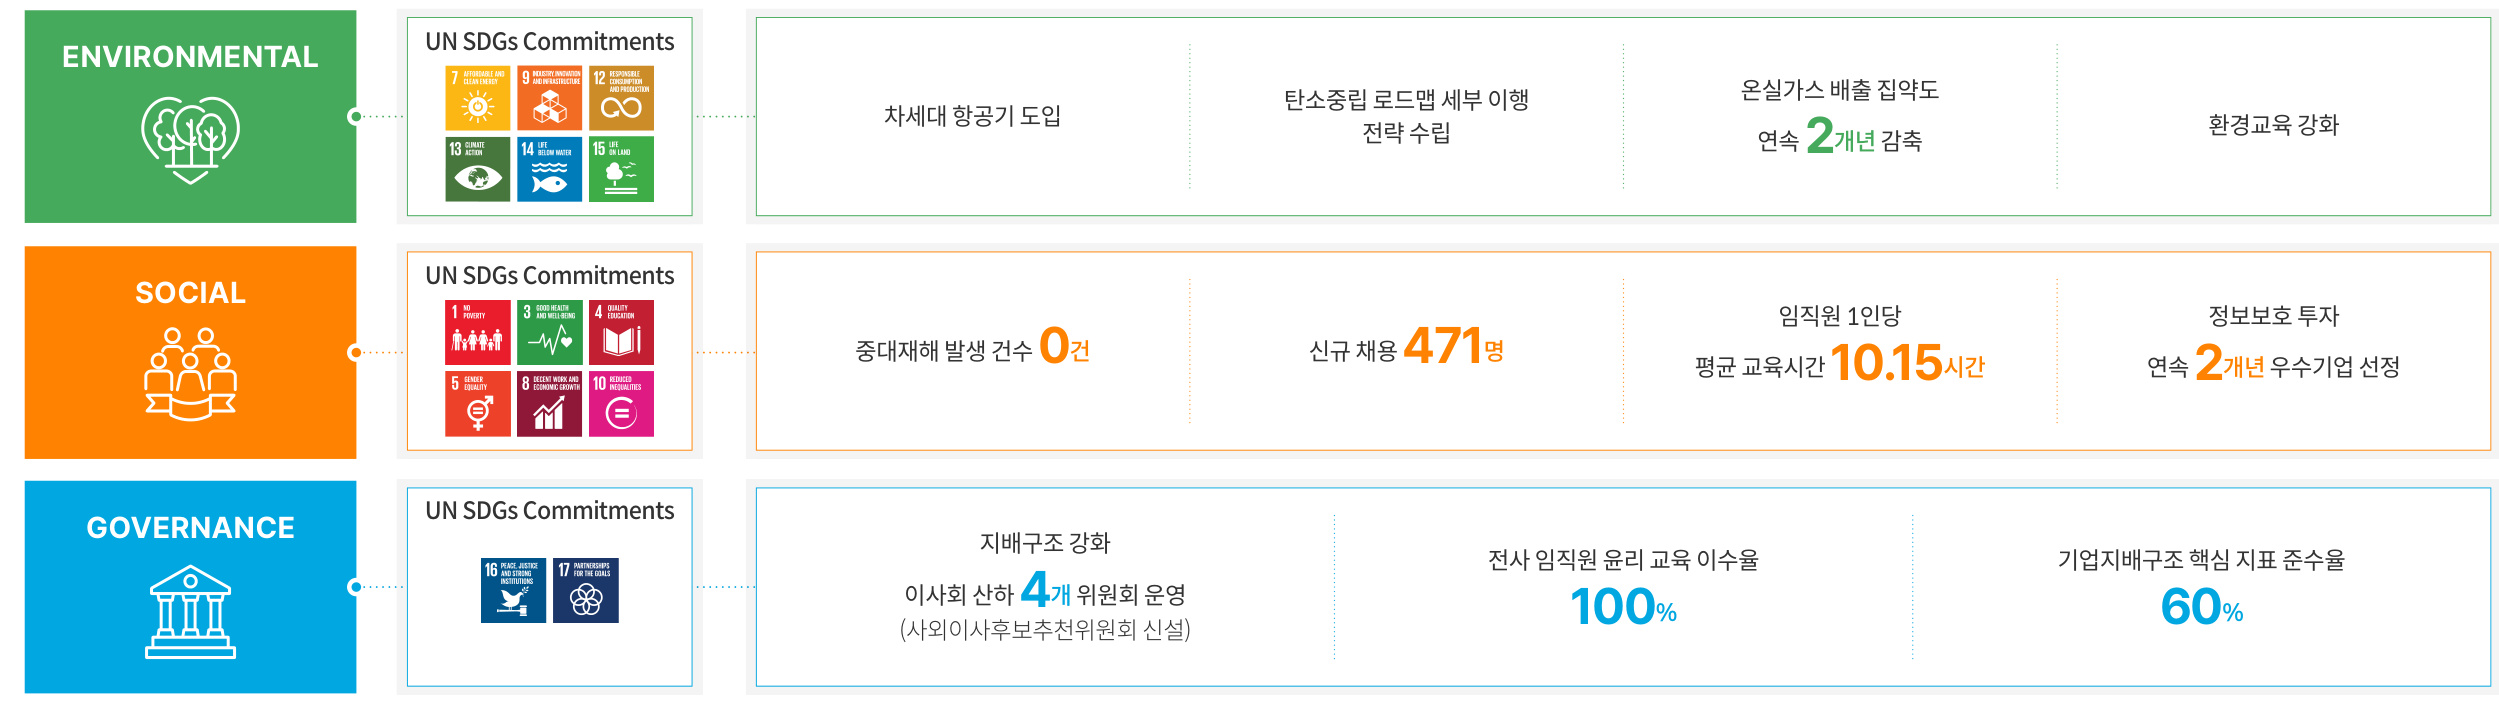 ENVIRONMENTAL
UN SDGs Commitments
7 AFFORDABLE AND
CLEAN ENERGY
9 INDUSTRY, INNOVATION
AND INFRASTRUCTURE
12 RESPONSIBLE
CONSUMPTION
AND PRODUCTION
13 CLIMATE
ACTION
14 LIFE
BELOW WATER
15 LIFE
ON LAND
차세대 항공기 도입
탄소중립 로드맵 세부 이행
전략 수립
온실가스 배출 집약도
연속 2개년 감축
환경교육 강화
SOCIAL
UN SDGs Commitments
1 NO
POVERTY
3 GOOD HEALTH
AND WELL-BEING
4 QUALITY
EDUCATION
5 GENDER
EQUALITY
8 DECENT WORK AND
ECONOMIC GROWTH
10 REDUCED
INEQUALITIES
중대재해 발생 건수 0건
신규 채용 471명
임직원 1인당
평균 교육시간 10.15시간
정보보호 투자
연속 2개년 우수기업 선정
GOVERNANCE
UN SDGs Commitments
16 PEACE, JUSTICE
AND STRONG
INSTITUTIONS
17 PARTNERSHIPS
FOR THE GOALS
지배구조 강화
이사회 산하 4개 위원회 운영
(사외이사후보추천위원회 신설)
전사 임직원 윤리 교육 이수율
100%
기업지배구조 핵심 지표 준수율
60%